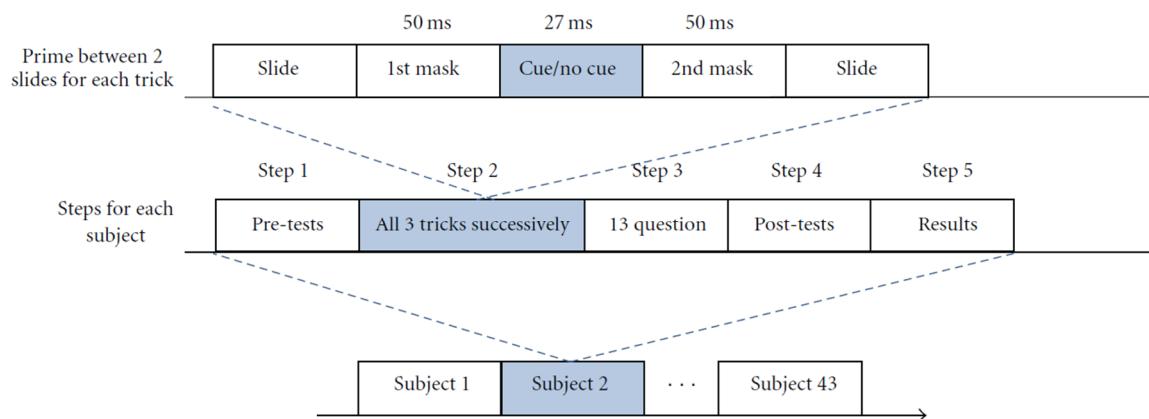 50 ms 27 ms 50 ms
Prime between 2
slides for each trick
Slide 1st mask Cue/no cue 2nd mask Slide
Step 1 Step 2 Step 3 Step 4 Step 5
Steps for each
subject
Pre-tests All 3 tricks successively 13 question Post-tests Results
Subject 1 Subject 2 · · · Subject 43